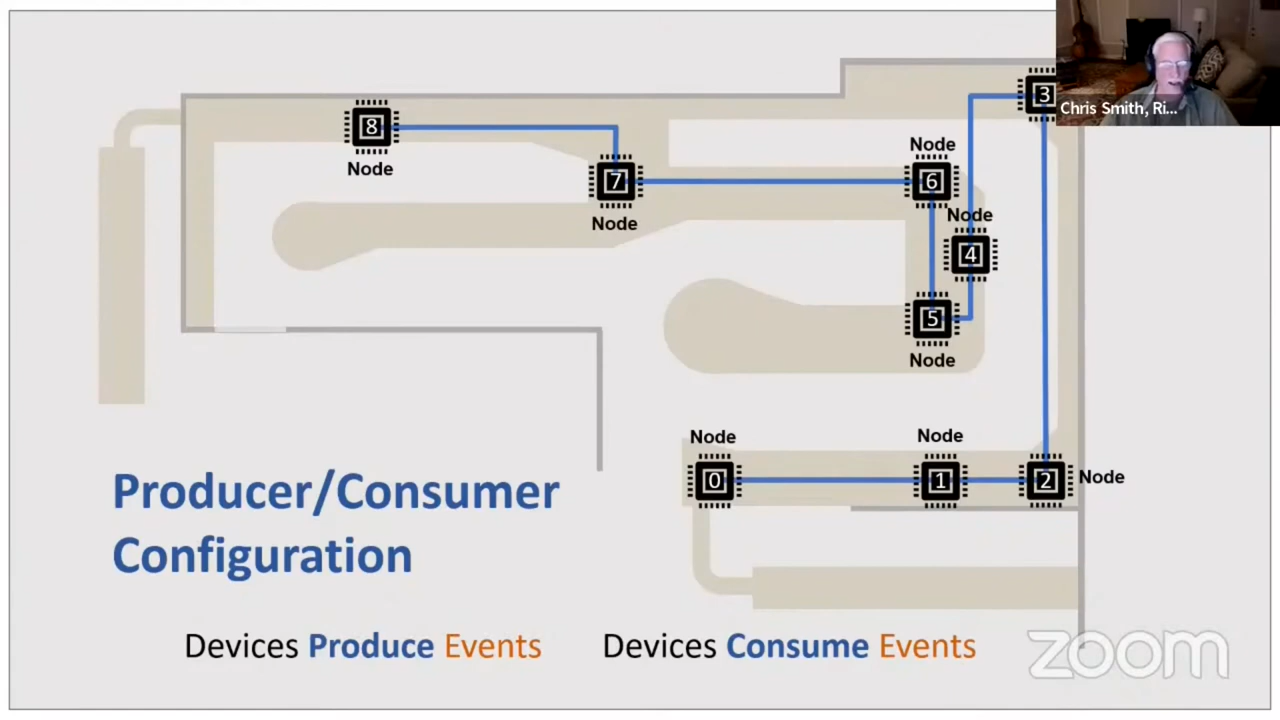 3
Chris Smith, Ri...
8
Node
Node
6
7
Node
Node
4
5
Node
Node
Node
0
1
2
Node
Producer/Consumer
Configuration
Devices Produce Events
Devices Consume Events
zoom